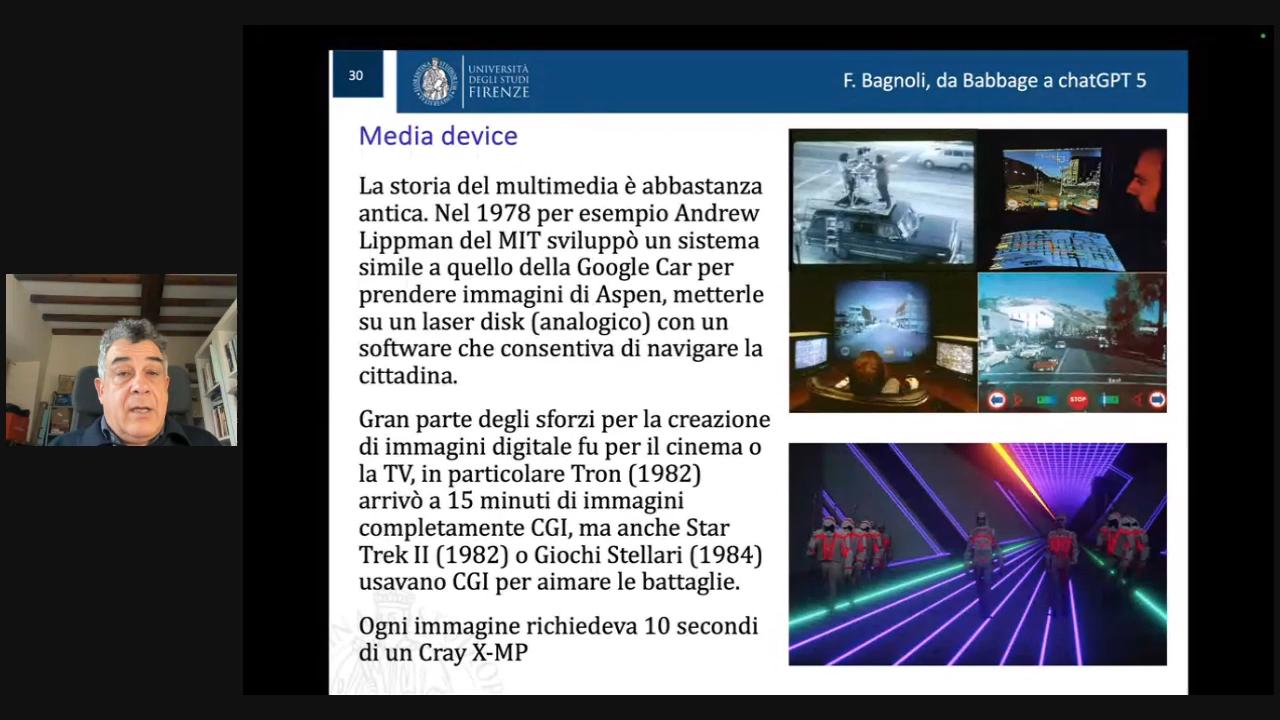 30
UNIVERSITÀ
DEGLI STUDI
FIRENZE
F. Bagnoli, da Babbage a chatGPT 5
Media device
La storia del multimedia è abbastanza
antica. Nel 1978 per esempio Andrew
Lippman del MIT sviluppò un sistema
simile a quello della Google Car per
prendere immagini di Aspen, metterle
su un laser disk (analogico) con un
software che consentiva di navigare la
cittadina.
Gran parte degli sforzi per la creazione
di immagini digitale fu per il cinema o
la TV, in particolare Tron (1982)
arrivò a 15 minuti di immagini
completamente CGI, ma anche Star
Trek II (1982) o Giochi Stellari (1984)
usavano CGI per aimare le battaglie.
Ogni immagine richiedeva 10 secondi
di un Cray X-MP
STOP